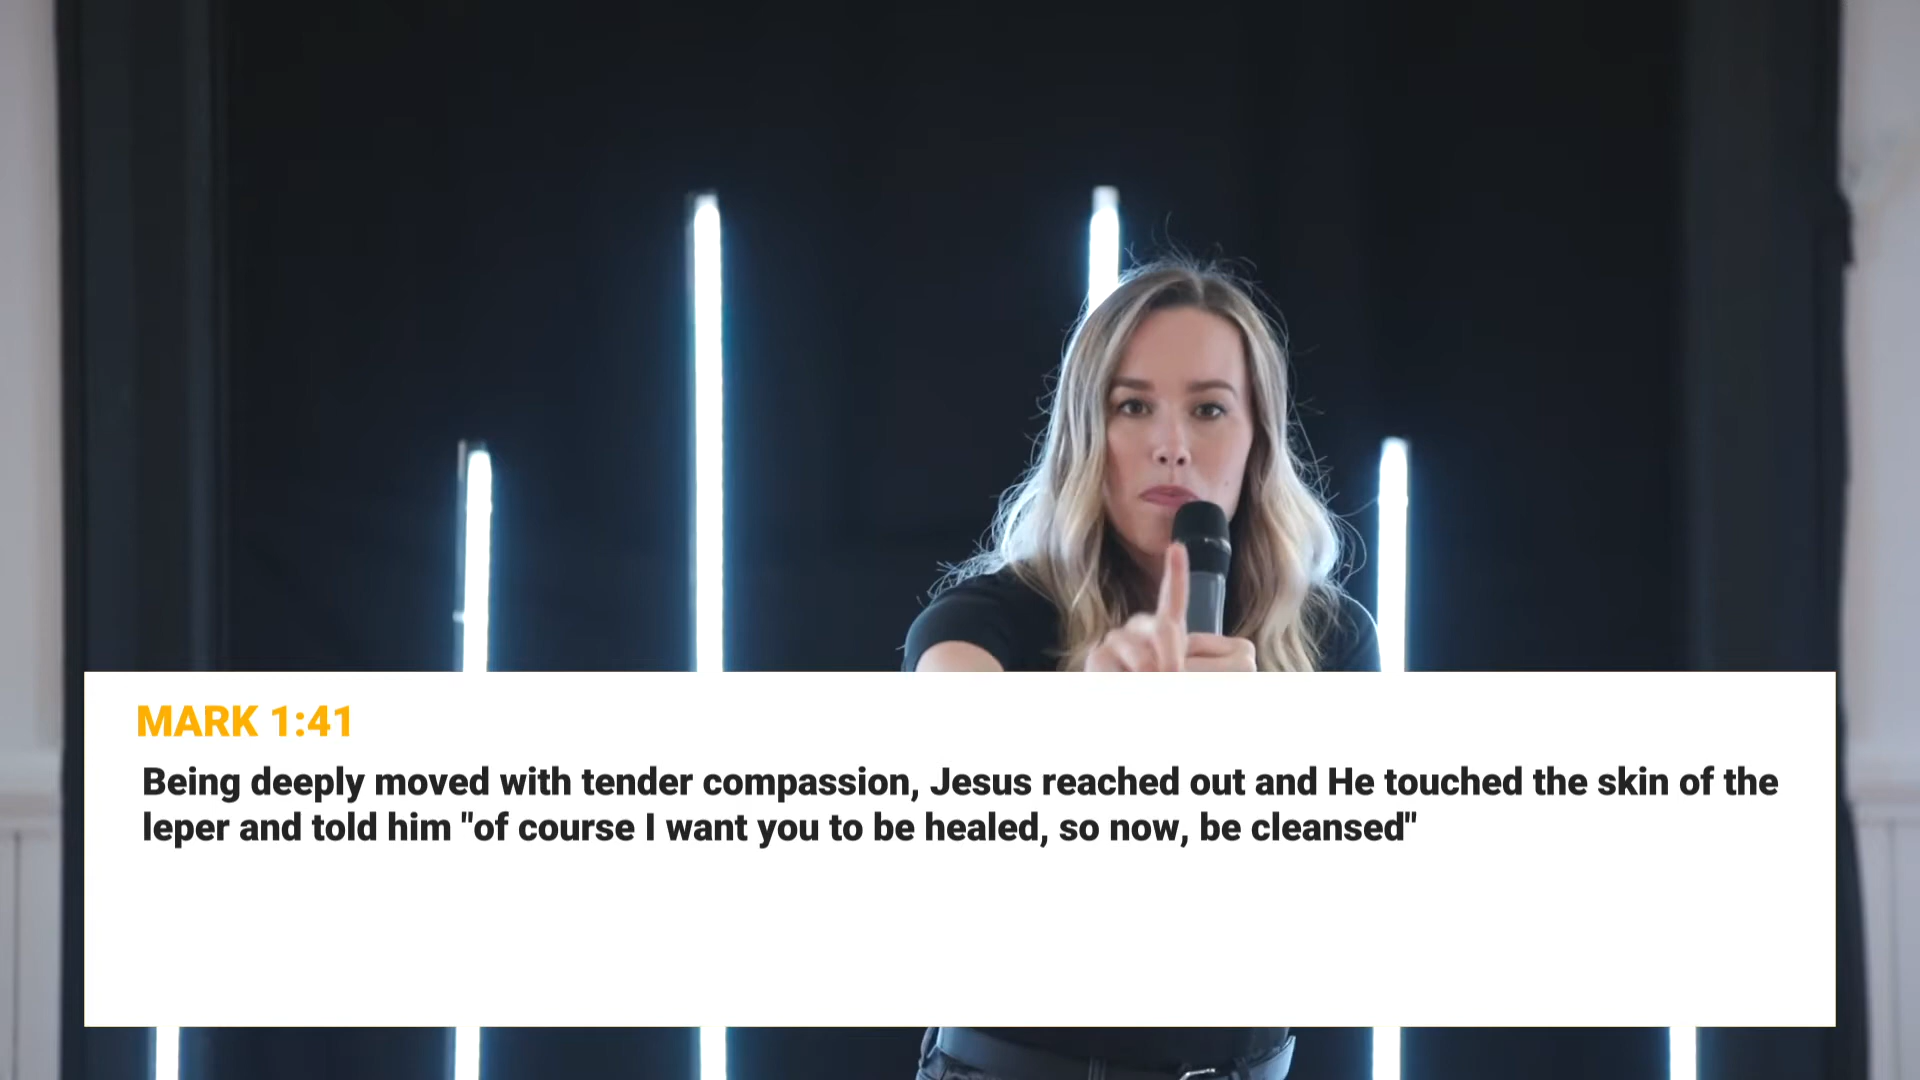 MARK 1:41
Being deeply moved with tender compassion, Jesus reached out and He touched the skin of the
leper and told him "of course I want you to be healed, so now, be cleansed"